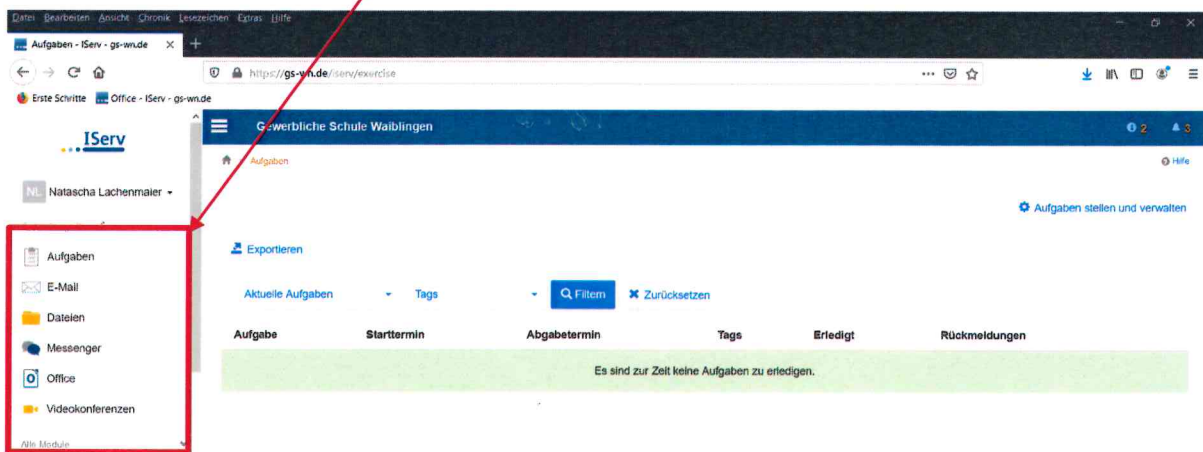 Datei Bearbeiten Ansicht Chronik Lesezeichen Extras Hilfe
Aufgaben - IServ - gs-wn.de
https://gs-wn.de/iserv/exercise
Erste Schritte Office - IServ - gs-wn.de
IServ
Gewerbliche Schule Waiblingen 2 3
Aufgaben Hilfe
NL Natascha Lachenmaier
Aufgaben stellen und verwalten
Aufgaben
E-Mail
Dateien
Messenger
Office
Videokonferenzen
Alle Module
Exportieren
Aktuelle Aufgaben Tags Filtern Zurücksetzen
Aufgabe Starttermin Abgabetermin Tags Erledigt Rückmeldungen
Es sind zur Zeit keine Aufgaben zu erledigen.